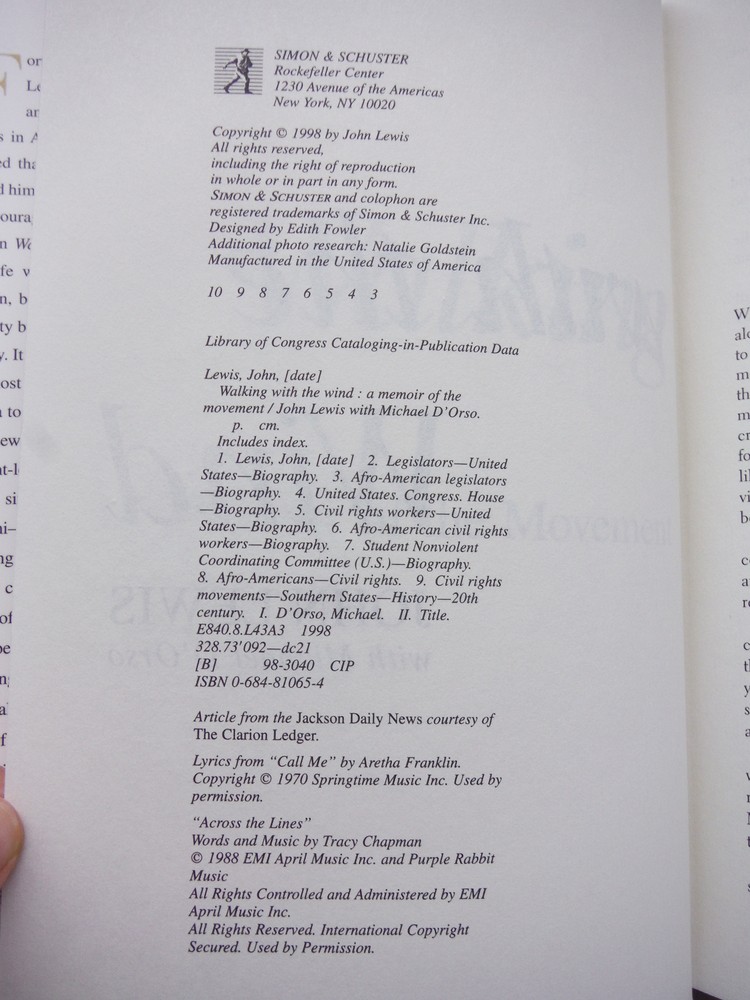 SIMON & SCHUSTER
Rockefeller Center
1230 Avenue of the Americas
New York, NY 10020
Copyright © 1998 by John Lewis
All rights reserved,
including the right of reproduction
in whole or in part in any form.
SIMON & SCHUSTER and colophon are
registered trademarks of Simon & Schuster Inc.
Designed by Edith Fowler
Additional photo research: Natalie Goldstein
Manufactured in the United States of America
10 9 8 7 6 5 4 3
Library of Congress Cataloging-in-Publication Data
Lewis, John, [date]
Walking with the wind : a memoir of the
movement / John Lewis with Michael D'Orso.
p. cm.
Includes index.
1. Lewis, John, [date] 2. Legislators—United
States—Biography. 3. Afro-American legislators
—Biography. 4. United States. Congress. House
—Biography. 5. Civil rights workers—United
States—Biography. 6. Afro-American civil rights
workers—Biography. 7. Student Nonviolent
Coordinating Committee (U.S.)—Biography.
8. Afro-Americans—Civil rights. 9. Civil rights
movements—Southern States—History—20th
century. I. D'Orso, Michael. II. Title.
E840.8.L43A3 1998
328.73'092—dc21
[B] 98-3040 CIP
ISBN 0-684-81065-4
Article from the Jackson Daily News courtesy of
The Clarion Ledger.
Lyrics from “Call Me” by Aretha Franklin.
Copyright © 1970 Springtime Music Inc. Used by
permission.
“Across the Lines”
Words and Music by Tracy Chapman
© 1988 EMI April Music Inc. and Purple Rabbit
Music
All Rights Controlled and Administered by EMI
April Music Inc.
All Rights Reserved. International Copyright
Secured. Used by Permission.